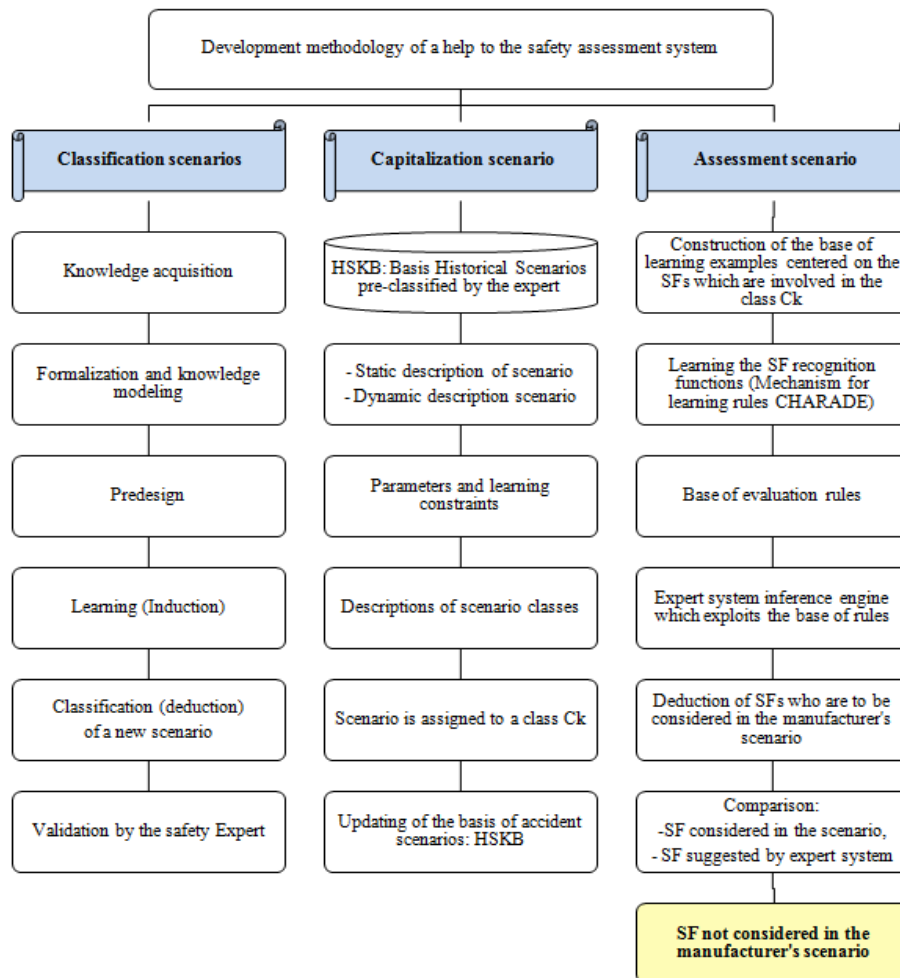 Development methodology of a help to the safety assessment system
Classification scenarios
Capitalization scenario
Assessment scenario
Knowledge acquisition
Formalization and knowledge
modeling
Predesign
Learning (Induction)
Classification (deduction)
of a new scenario
Validation by the safety Expert
HSKB: Basis Historical Scenarios
pre-classified by the expert
- Static description of scenario
- Dynamic description scenario
Parameters and learning
constraints
Descriptions of scenario classes
Scenario is assigned to a class Ck
Updating of the basis of accident
scenarios: HSKB
Construction of the base of
learning examples centered on the
SFs which are involved in the
class Ck
Learning the SF recognition
functions (Mechanism for
learning rules CHARADE)
Base of evaluation rules
Expert system inference engine
which exploits the base of rules
Deduction of SFs who are to be
considered in the manufacturer's
scenario
Comparison:
-SF considered in the scenario,
- SF suggested by expert system
SF not considered in the
manufacturer's scenario